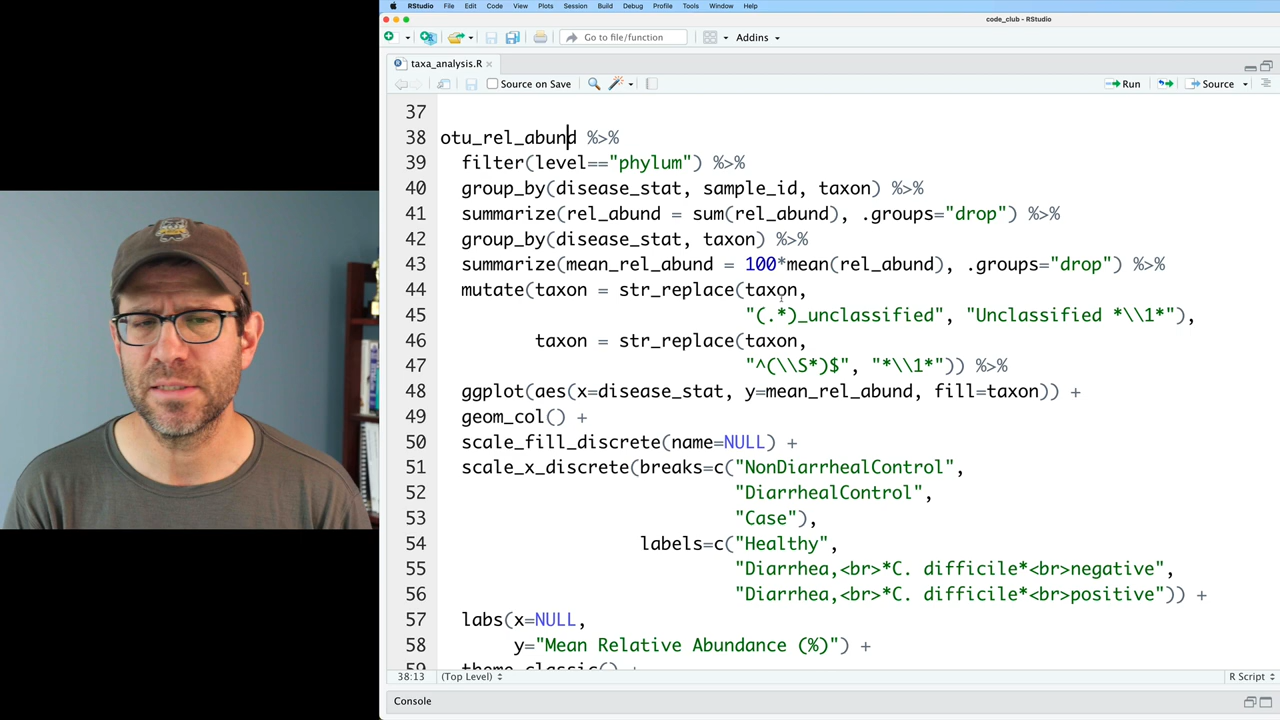 RStudio File Edit Code View Plots Session Build Debug Profile Tools Window Help
code_club - RStudio
Go to file/function Addins
taxa_analysis.R
Source on Save Run Source
37
38 otu_rel_abund %>%
39 filter(level=="phylum") %>%
40 group_by(disease_stat, sample_id, taxon) %>%
41 summarize(rel_abund = sum(rel_abund), .groups="drop") %>%
42 group_by(disease_stat, taxon) %>%
43 summarize(mean_rel_abund = 100*mean(rel_abund), .groups="drop") %>%
44 mutate(taxon = str_replace(taxon,
45 "(.*)_unclassified", "Unclassified *\\1*"),
46 taxon = str_replace(taxon,
47 "^(\\S*)$", "*\\1*")) %>%
48 ggplot(aes(x=disease_stat, y=mean_rel_abund, fill=taxon)) +
49 geom_col() +
50 scale_fill_discrete(name=NULL) +
51 scale_x_discrete(breaks=c("NonDiarrhealControl",
52 "DiarrhealControl",
53 "Case"),
54 labels=c("Healthy",
55 "Diarrhea,<br>*C. difficile*<br>negative",
56 "Diarrhea,<br>*C. difficile*<br>positive")) +
57 labs(x=NULL,
58 y="Mean Relative Abundance (%)") +
59 theme_classic() +
38:13 (Top Level) R Script
Console